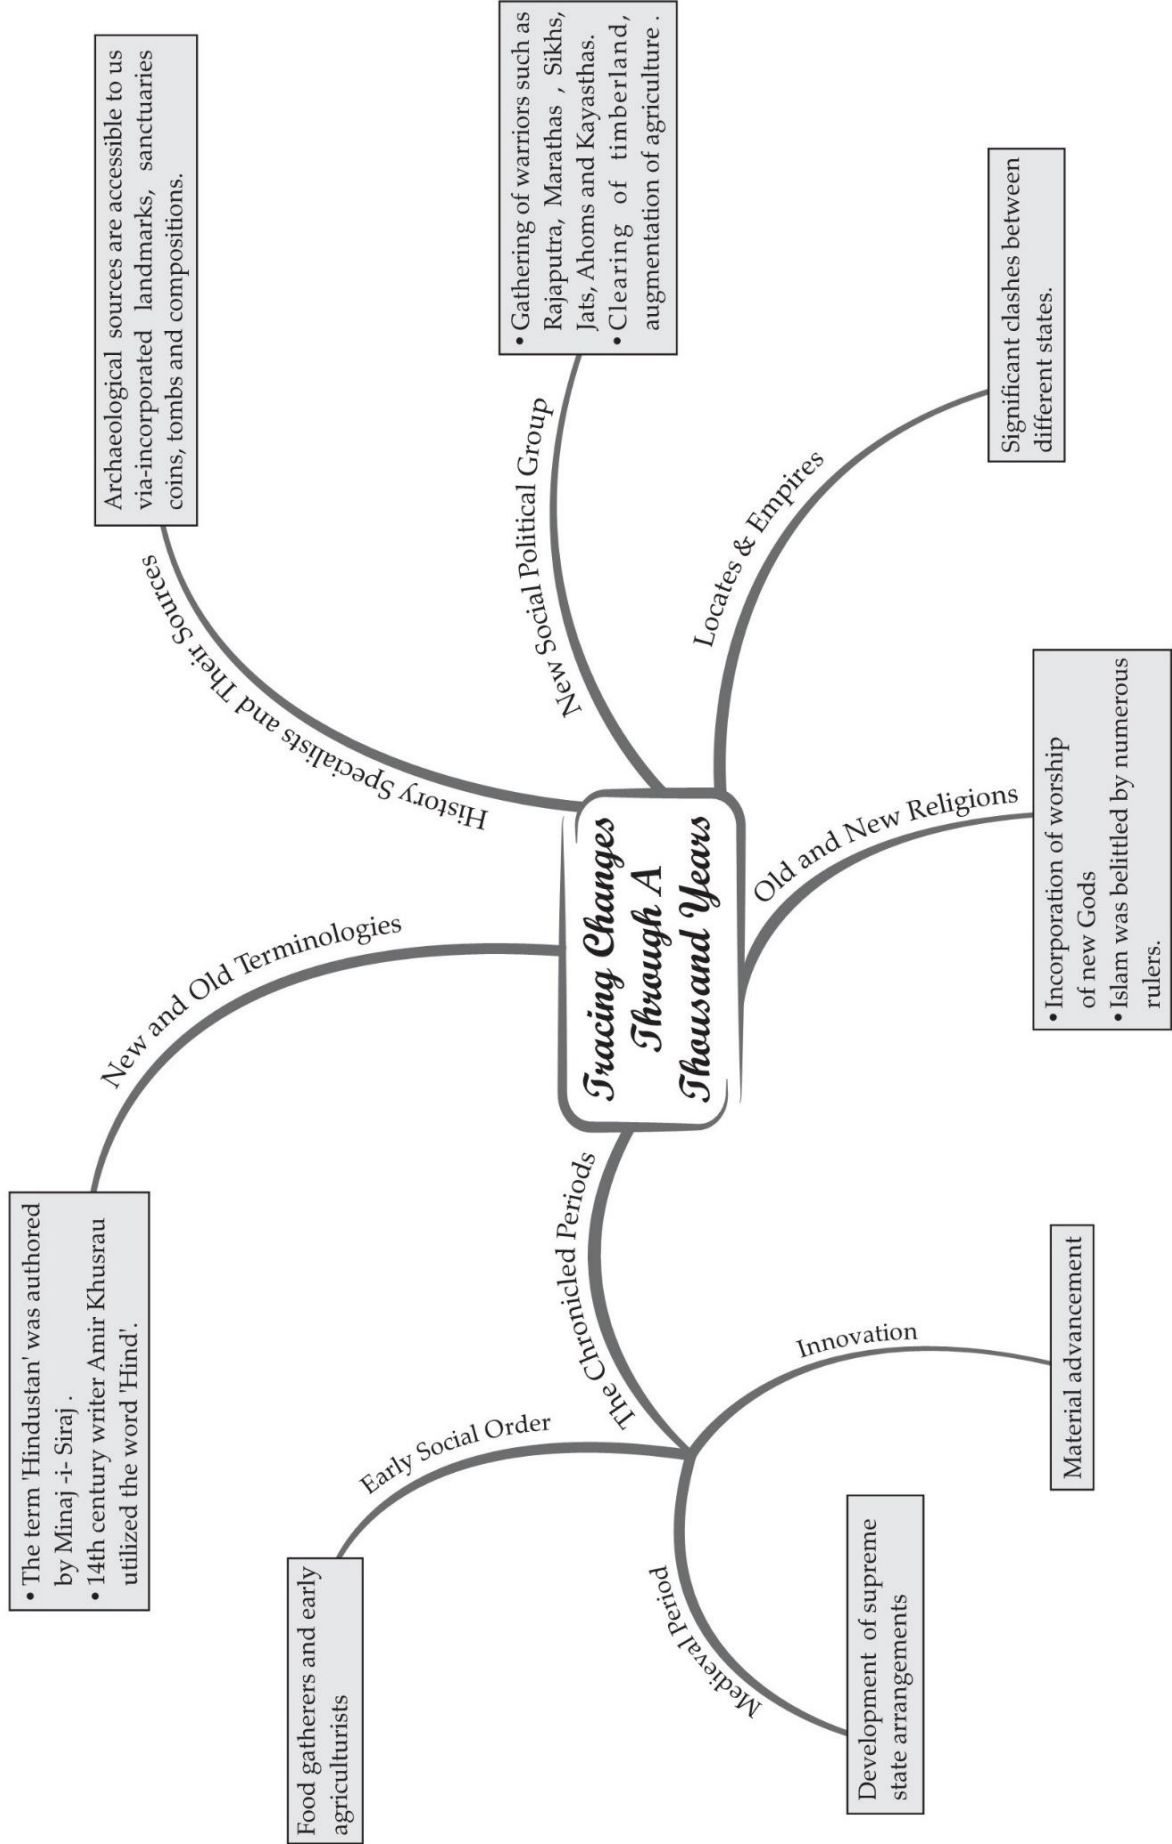 Tracing Changes
Through A
Thousand Years
History Specialists and Their Sources
Archaeological sources are accessible to us
via-incorporated landmarks, sanctuaries
coins, tombs and compositions.
New Social Political Group
• Gathering of warriors such as
Rajaputra, Marathas , Sikhs,
Jats, Ahoms and Kayasthas.
• Clearing of timberland,
augmentation of agriculture .
Locates & Empires
Significant clashes between
different states.
Old and New Religions
• Incorporation of worship
of new Gods
• Islam was belittled by numerous
rulers.
The Chronicled Periods
Innovation
Material advancement
Medieval Period
Development of supreme
state arrangements
Early Social Order
Food gatherers and early
agriculturists
New and Old Terminologies
• The term 'Hindustan' was authored
by Minaj -i- Siraj .
• 14th century writer Amir Khusrau
utilized the word 'Hind'.